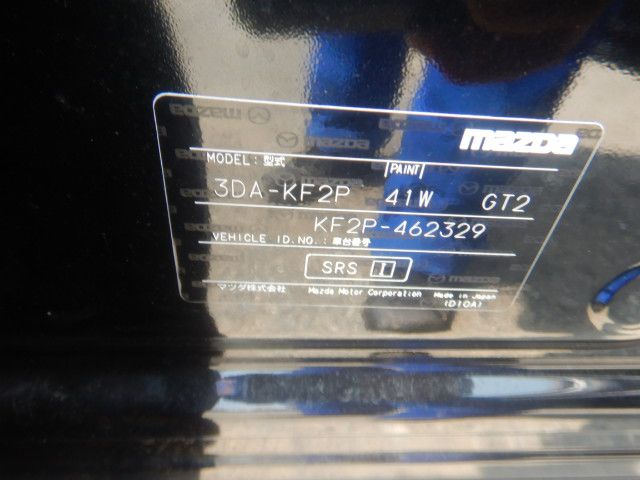 mazda
MODEL: 型式 PAINT
3DA-KF2P 41W GT2
KF2P-462329
VEHICLE ID.NO.: 車台番号
SRS I
マツダ株式会社 Mazda Motor Corporation Made in Japan
(D10A)